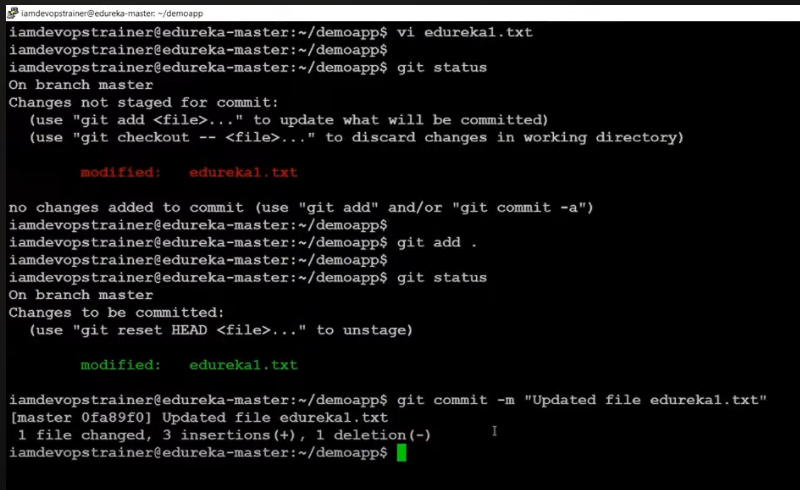 iamdevopstrainer@edureka-master: ~/demoapp
iamdevopstrainer@edureka-master:~/demoapp$ vi edureka1.txt
iamdevopstrainer@edureka-master:~/demoapp$
iamdevopstrainer@edureka-master:~/demoapp$ git status
On branch master
Changes not staged for commit:
  (use "git add <file>..." to update what will be committed)
  (use "git checkout -- <file>..." to discard changes in working directory)
        modified:   edureka1.txt
no changes added to commit (use "git add" and/or "git commit -a")
iamdevopstrainer@edureka-master:~/demoapp$
iamdevopstrainer@edureka-master:~/demoapp$ git add .
iamdevopstrainer@edureka-master:~/demoapp$
iamdevopstrainer@edureka-master:~/demoapp$ git status
On branch master
Changes to be committed:
  (use "git reset HEAD <file>..." to unstage)
        modified:   edureka1.txt
iamdevopstrainer@edureka-master:~/demoapp$ git commit -m "Updated file edureka1.txt"
[master 0fa89f0] Updated file edureka1.txt
 1 file changed, 3 insertions(+), 1 deletion(-)
iamdevopstrainer@edureka-master:~/demoapp$